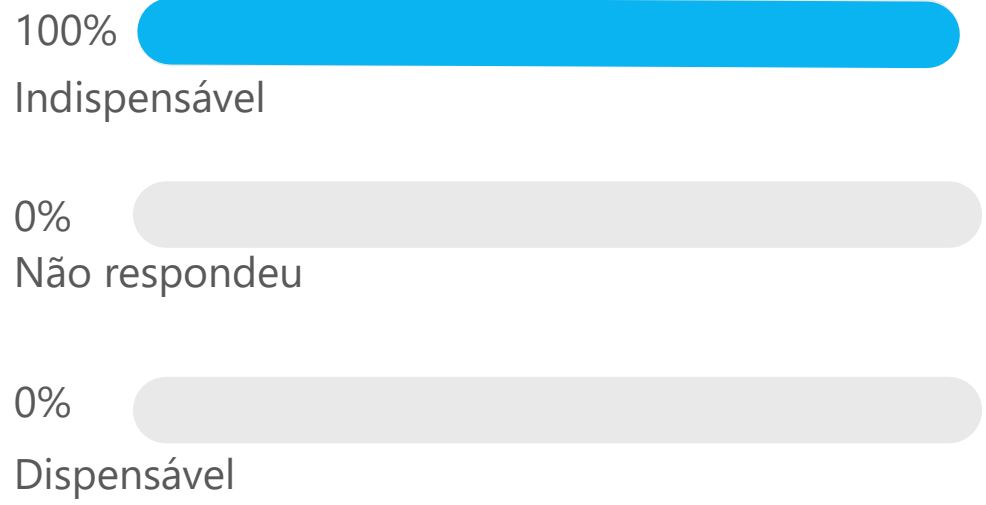 100%
Indispensável
0%
Não respondeu
0%
Dispensável